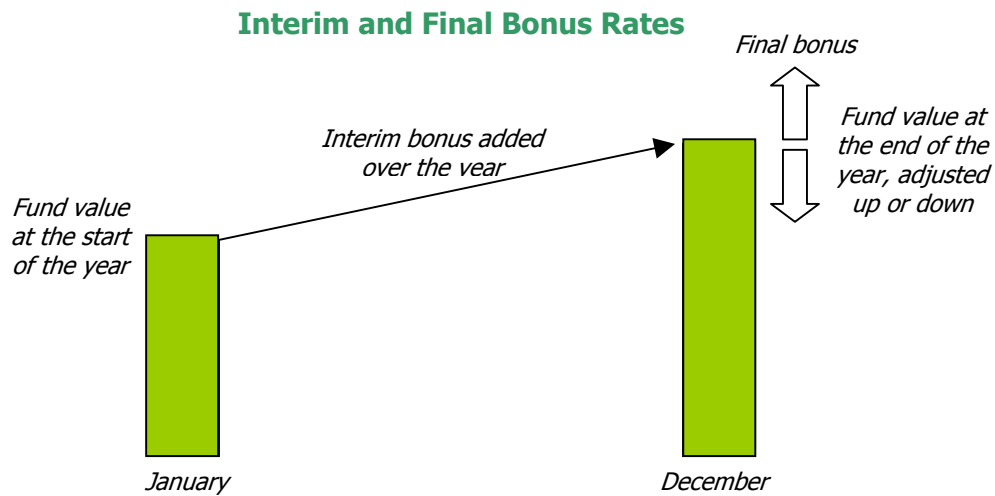 Interim and Final Bonus Rates
Final bonus
Interim bonus added
over the year
Fund value at
the end of the
year, adjusted
up or down
Fund value
at the start
of the year
January
December